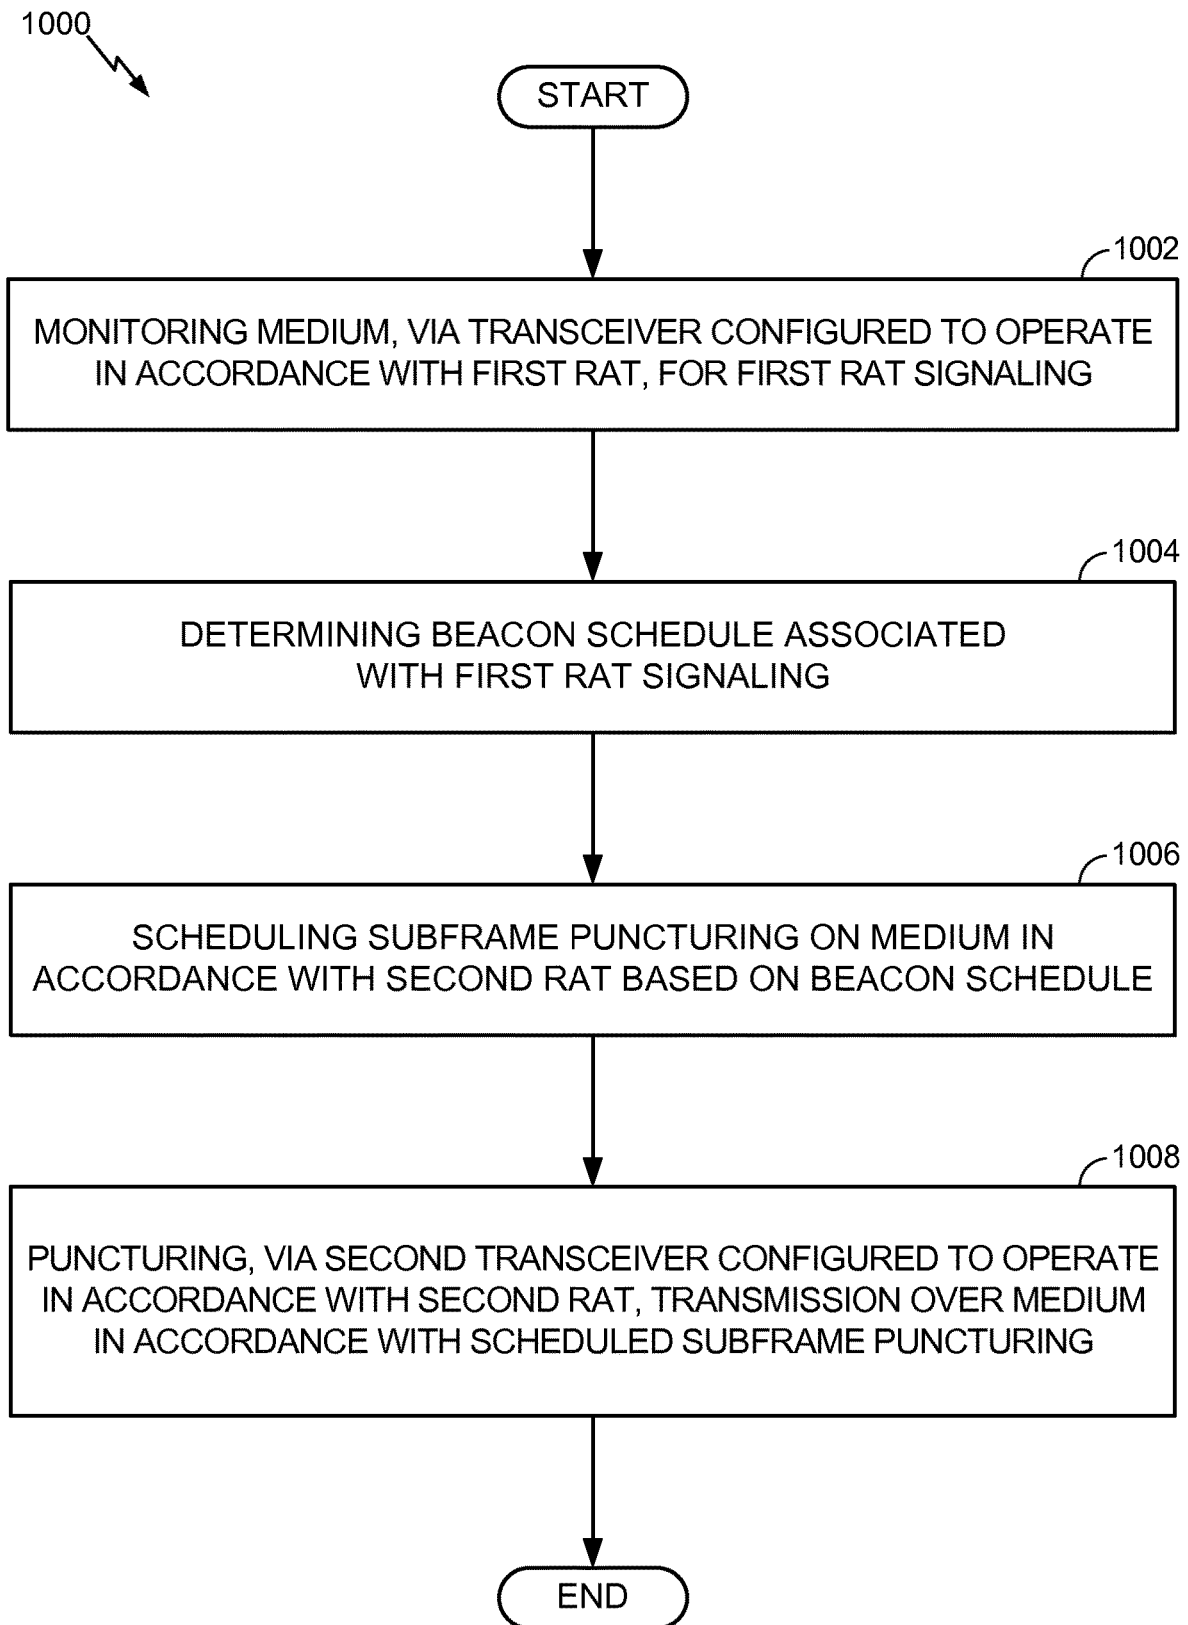 1000
START
1002
MONITORING MEDIUM, VIA TRANSCEIVER CONFIGURED TO OPERATE
IN ACCORDANCE WITH FIRST RAT, FOR FIRST RAT SIGNALING
1004
DETERMINING BEACON SCHEDULE ASSOCIATED
WITH FIRST RAT SIGNALING
1006
SCHEDULING SUBFRAME PUNCTURING ON MEDIUM IN
ACCORDANCE WITH SECOND RAT BASED ON BEACON SCHEDULE
1008
PUNCTURING, VIA SECOND TRANSCEIVER CONFIGURED TO OPERATE
IN ACCORDANCE WITH SECOND RAT, TRANSMISSION OVER MEDIUM
IN ACCORDANCE WITH SCHEDULED SUBFRAME PUNCTURING
END